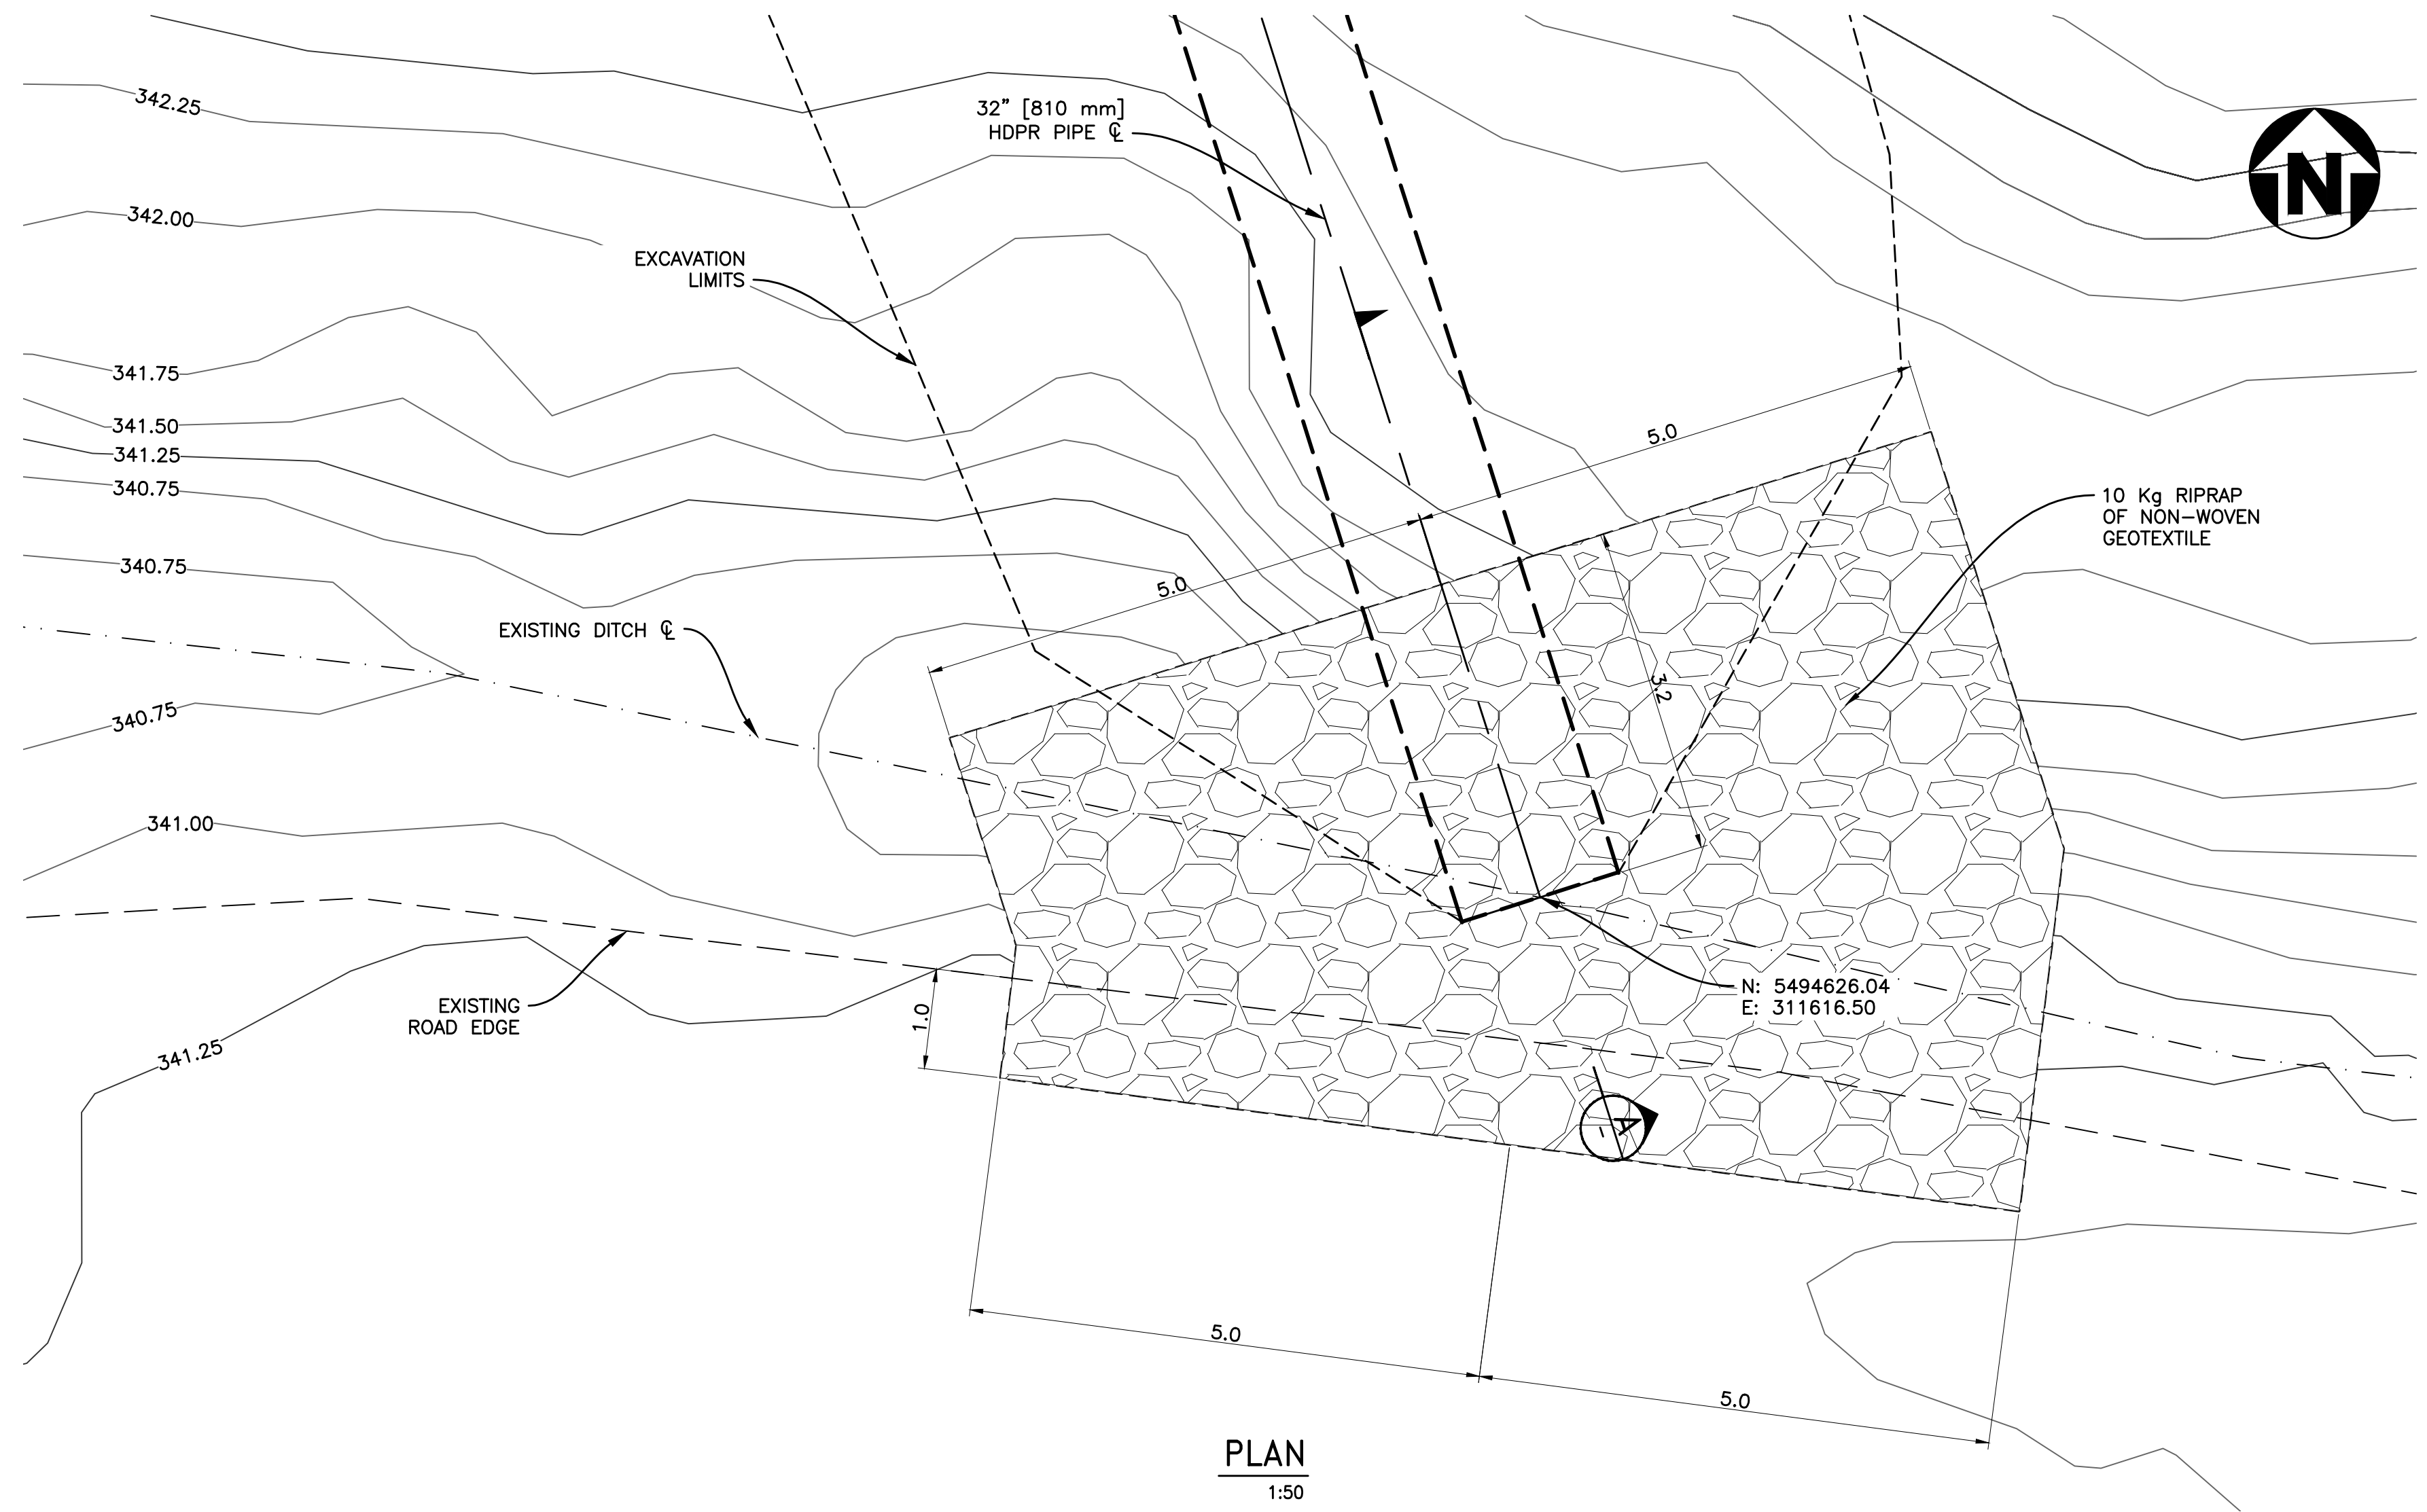 342.25
32” [810 mm]
HDPR PIPE ℄
N
342.00
EXCAVATION
LIMITS
341.75
341.50
341.25
340.75
5.0
10 Kg RIPRAP
OF NON-WOVEN
GEOTEXTILE
340.75
5.0
EXISTING DITCH ℄
3.2
340.75
341.00
N: 5494626.04
E: 311616.50
EXISTING
ROAD EDGE
1.0
341.25
A
-
5.0
5.0
PLAN
1:50